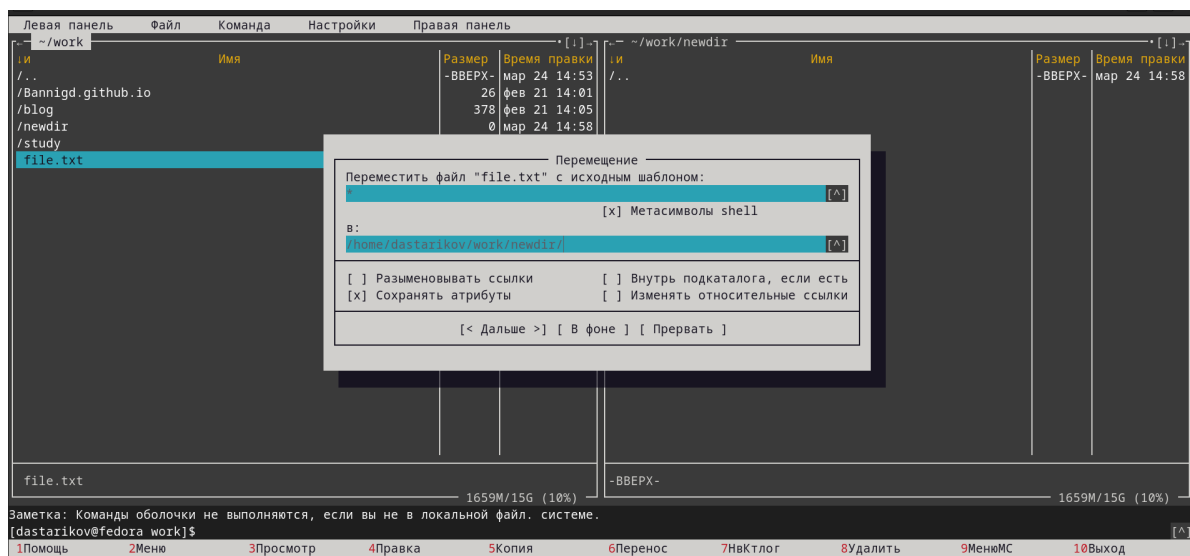 Левая панель Файл Команда Настройки Правая панель
~/work [↓] ~/work/newdir [↓]
↓и Имя Размер Время правки ↓и Имя Размер Время правки
/.. -ВВЕРХ- мар 24 14:53 /.. -ВВЕРХ- мар 24 14:58
/Bannigd.github.io 26 фев 21 14:01
/blog 378 фев 21 14:05
/newdir 0 мар 24 14:58
/study
file.txt
Перемещение
Переместить файл "file.txt" с исходным шаблоном:
* [^]
[x] Метасимволы shell
в:
/home/dastarikov/work/newdir/ [^]
[ ] Разыменовывать ссылки [ ] Внутрь подкаталога, если есть
[x] Сохранять атрибуты [ ] Изменять относительные ссылки
[< Дальше >] [ В фоне ] [ Прервать ]
file.txt -ВВЕРХ-
1659M/15G (10%) 1659M/15G (10%)
Заметка: Команды оболочки не выполняются, если вы не в локальной файл. системе.
[dastarikov@fedora work]$ [^]
1Помощь 2Меню 3Просмотр 4Правка 5Копия 6Перенос 7НвКтлог 8Удалить 9МенюMC 10Выход